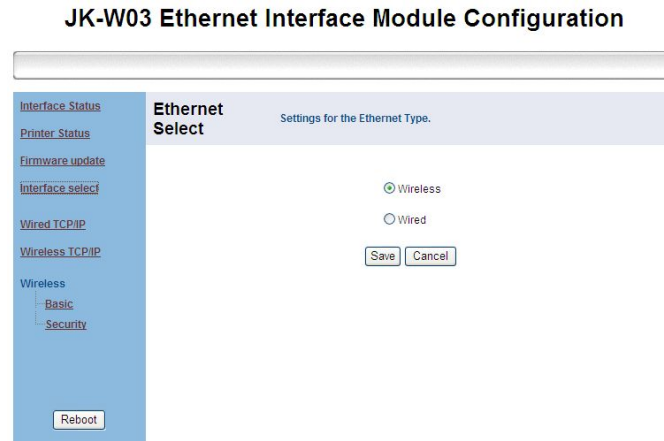 JK-W03 Ethernet Interface Module Configuration
Interface Status
Printer Status
Firmware update
Interface select
Wired TCP/IP
Wireless TCP/IP
Wireless
Basic
Security
Reboot
Ethernet
Select
Settings for the Ethernet Type.
Wireless
Wired
Save Cancel